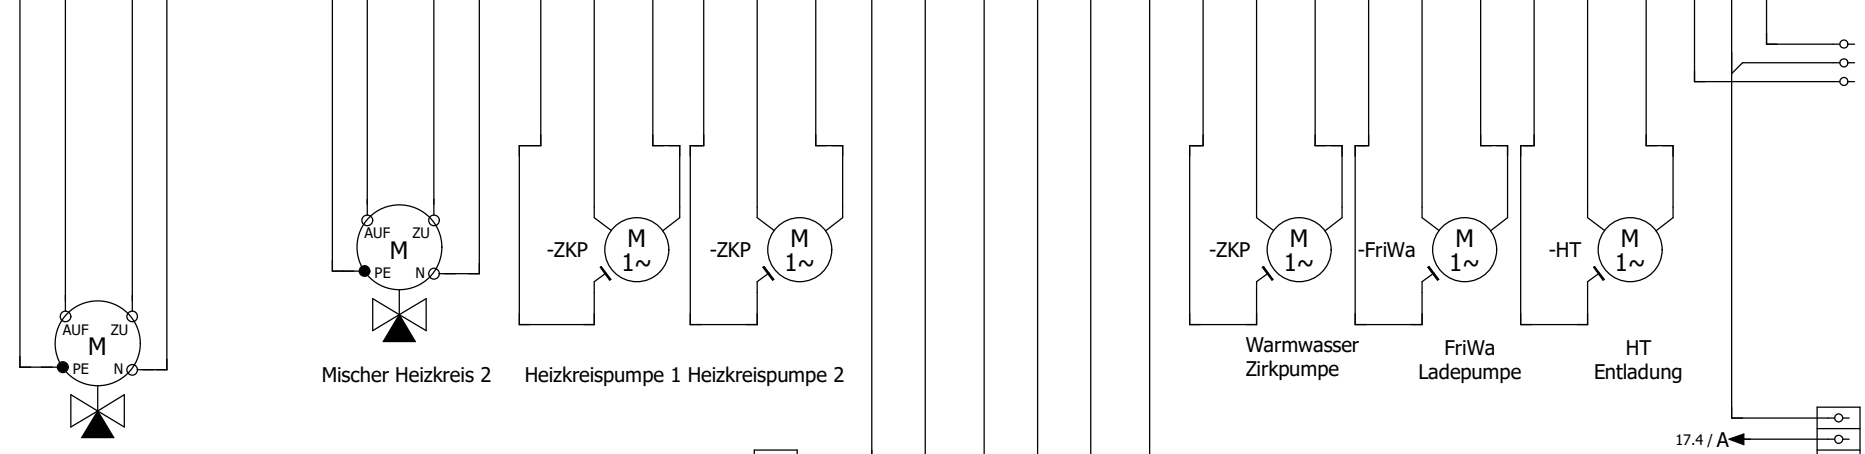 AUF ZU
M
PE N
-ZKP
M
1~
-ZKP
M
1~
-ZKP
M
1~
-FriWa
M
1~
-HT
M
1~
AUF ZU
M
PE N
Mischer Heizkreis 2
Heizkreispumpe 1
Heizkreispumpe 2
Warmwasser
Zirkpumpe
FriWa
Ladepumpe
HT
Entladung
17.4 / A